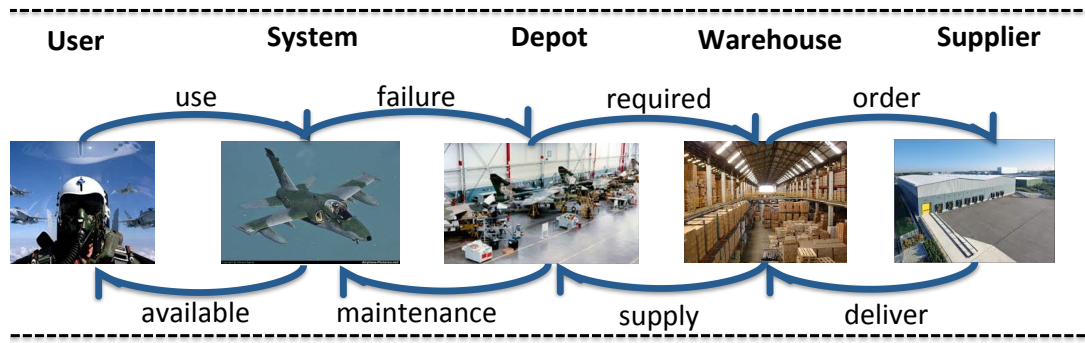 User System Depot Warehouse Supplier
use failure required order
available maintenance supply deliver